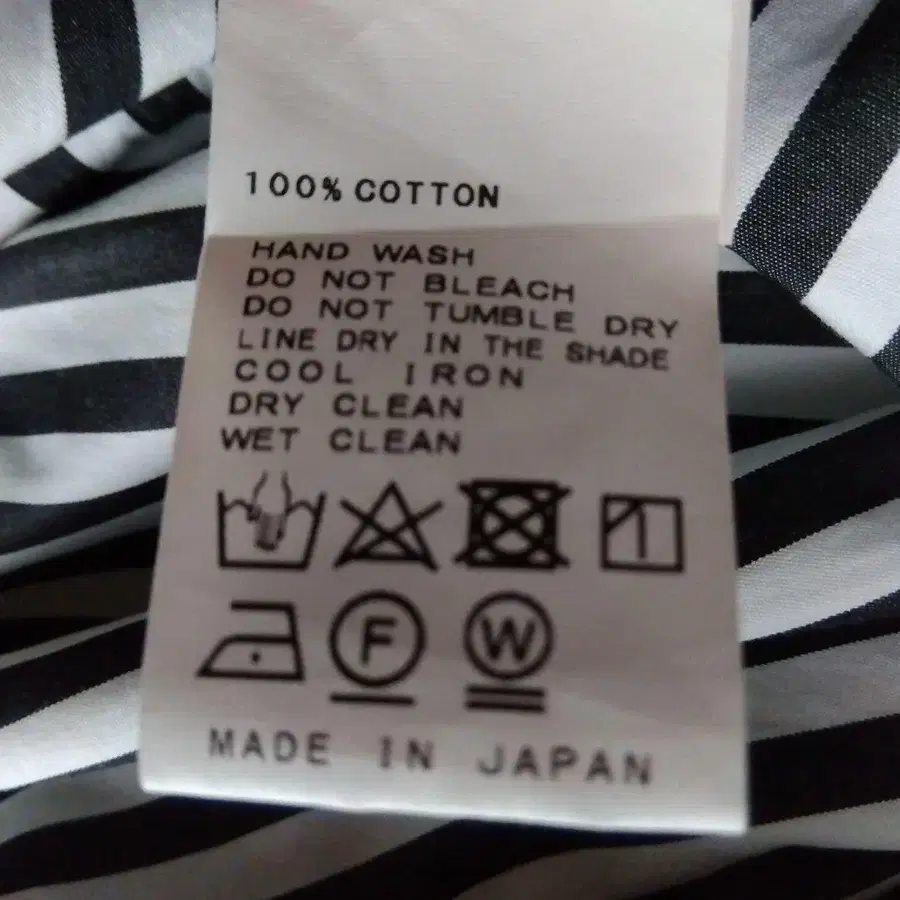 100% COTTON
HAND WASH
DO NOT BLEACH
DO NOT TUMBLE DRY
LINE DRY IN THE SHADE
COOL IRON
DRY CLEAN
WET CLEAN
F W
MADE IN JAPAN